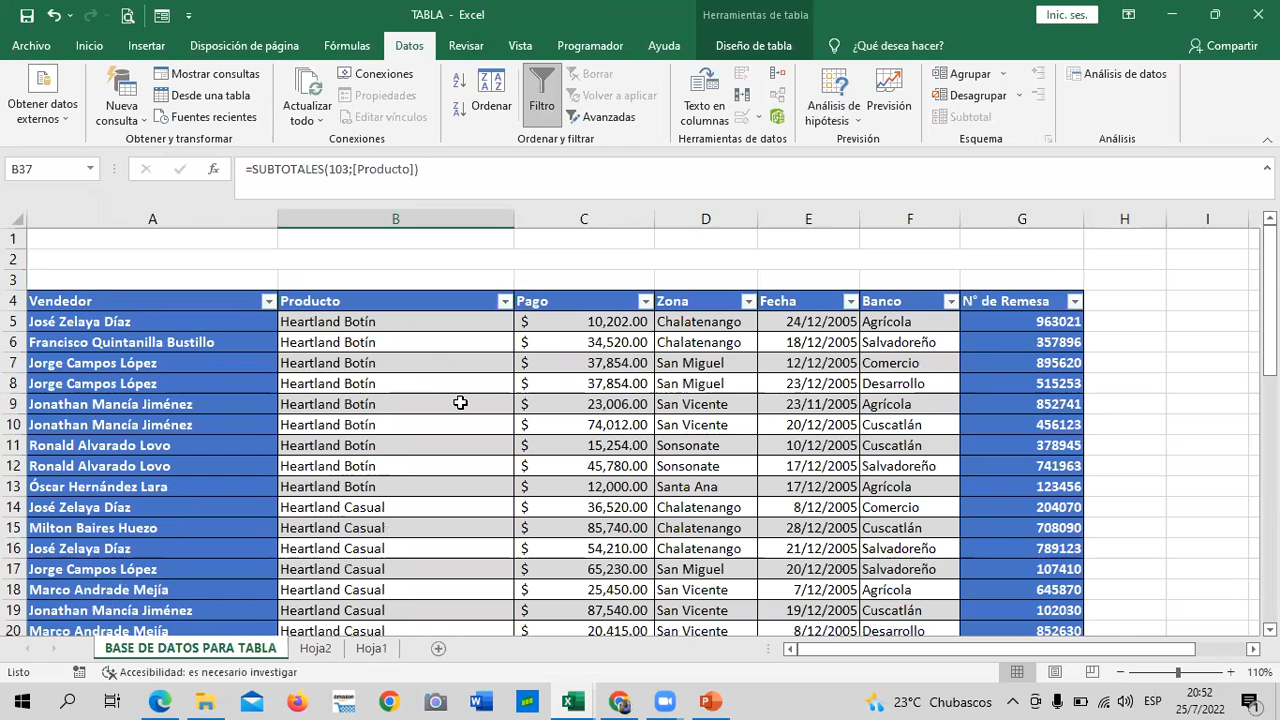 TABLA - Excel
Herramientas de tabla
Inic. ses.
Archivo Inicio Insertar Disposición de página Fórmulas Datos Revisar Vista Programador Ayuda Diseño de tabla ¿Qué desea hacer? Compartir
Obtener datos externos
Nueva consulta
Mostrar consultas
Desde una tabla
Fuentes recientes
Obtener y transformar
Actualizar todo
Conexiones
Propiedades
Editar vínculos
Conexiones
Ordenar
Filtro
Borrar
Volver a aplicar
Avanzadas
Ordenar y filtrar
Texto en columnas
Herramientas de datos
Análisis de hipótesis
Previsión
Previsión
Agrupar
Desagrupar
Subtotal
Esquema
Análisis de datos
Análisis
B37 fx =SUBTOTALES(103;[Producto])
A B C D E F G H I
1
2
3
4 Vendedor Producto Pago Zona Fecha Banco N° de Remesa
5 José Zelaya Díaz Heartland Botín $ 10,202.00 Chalatenango 24/12/2005 Agrícola 963021
6 Francisco Quintanilla Bustillo Heartland Botín $ 34,520.00 Chalatenango 18/12/2005 Salvadoreño 357896
7 Jorge Campos López Heartland Botín $ 37,854.00 San Miguel 12/12/2005 Comercio 895620
8 Jorge Campos López Heartland Botín $ 37,854.00 San Miguel 23/12/2005 Desarrollo 515253
9 Jonathan Mancía Jiménez Heartland Botín $ 23,006.00 San Vicente 23/11/2005 Agrícola 852741
10 Jonathan Mancía Jiménez Heartland Botín $ 74,012.00 San Vicente 20/12/2005 Cuscatlán 456123
11 Ronald Alvarado Lovo Heartland Botín $ 15,254.00 Sonsonate 10/12/2005 Cuscatlán 378945
12 Ronald Alvarado Lovo Heartland Botín $ 45,780.00 Sonsonate 17/12/2005 Salvadoreño 741963
13 Óscar Hernández Lara Heartland Botín $ 12,000.00 Santa Ana 17/12/2005 Agrícola 123456
14 José Zelaya Díaz Heartland Casual $ 36,520.00 Chalatenango 8/12/2005 Comercio 204070
15 Milton Baires Huezo Heartland Casual $ 85,740.00 Chalatenango 28/12/2005 Cuscatlán 708090
16 José Zelaya Díaz Heartland Casual $ 54,210.00 Chalatenango 21/12/2005 Salvadoreño 789123
17 Jorge Campos López Heartland Casual $ 65,230.00 San Miguel 20/12/2005 Salvadoreño 107410
18 Marco Andrade Mejía Heartland Casual $ 25,450.00 San Vicente 7/12/2005 Agrícola 645870
19 Jonathan Mancía Jiménez Heartland Casual $ 87,540.00 San Vicente 19/12/2005 Cuscatlán 102030
20 Marco Andrade Mejía Heartland Casual $ 20,415.00 San Vicente 8/12/2005 Desarrollo 852630
BASE DE DATOS PARA TABLA Hoja2 Hoja1
Listo Accesibilidad: es necesario investigar 110%
23°C Chubascos ESP 20:52
25/7/2022